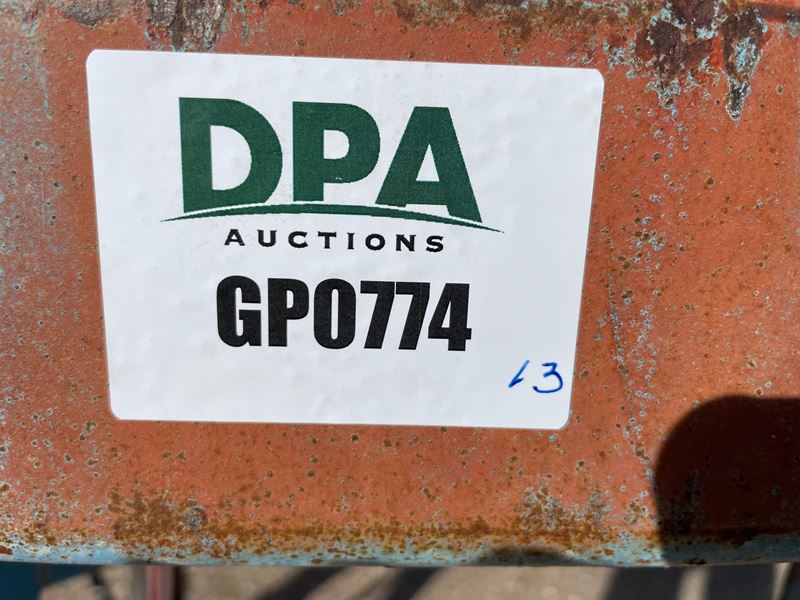 DPA
AUCTIONS
GP0774
13